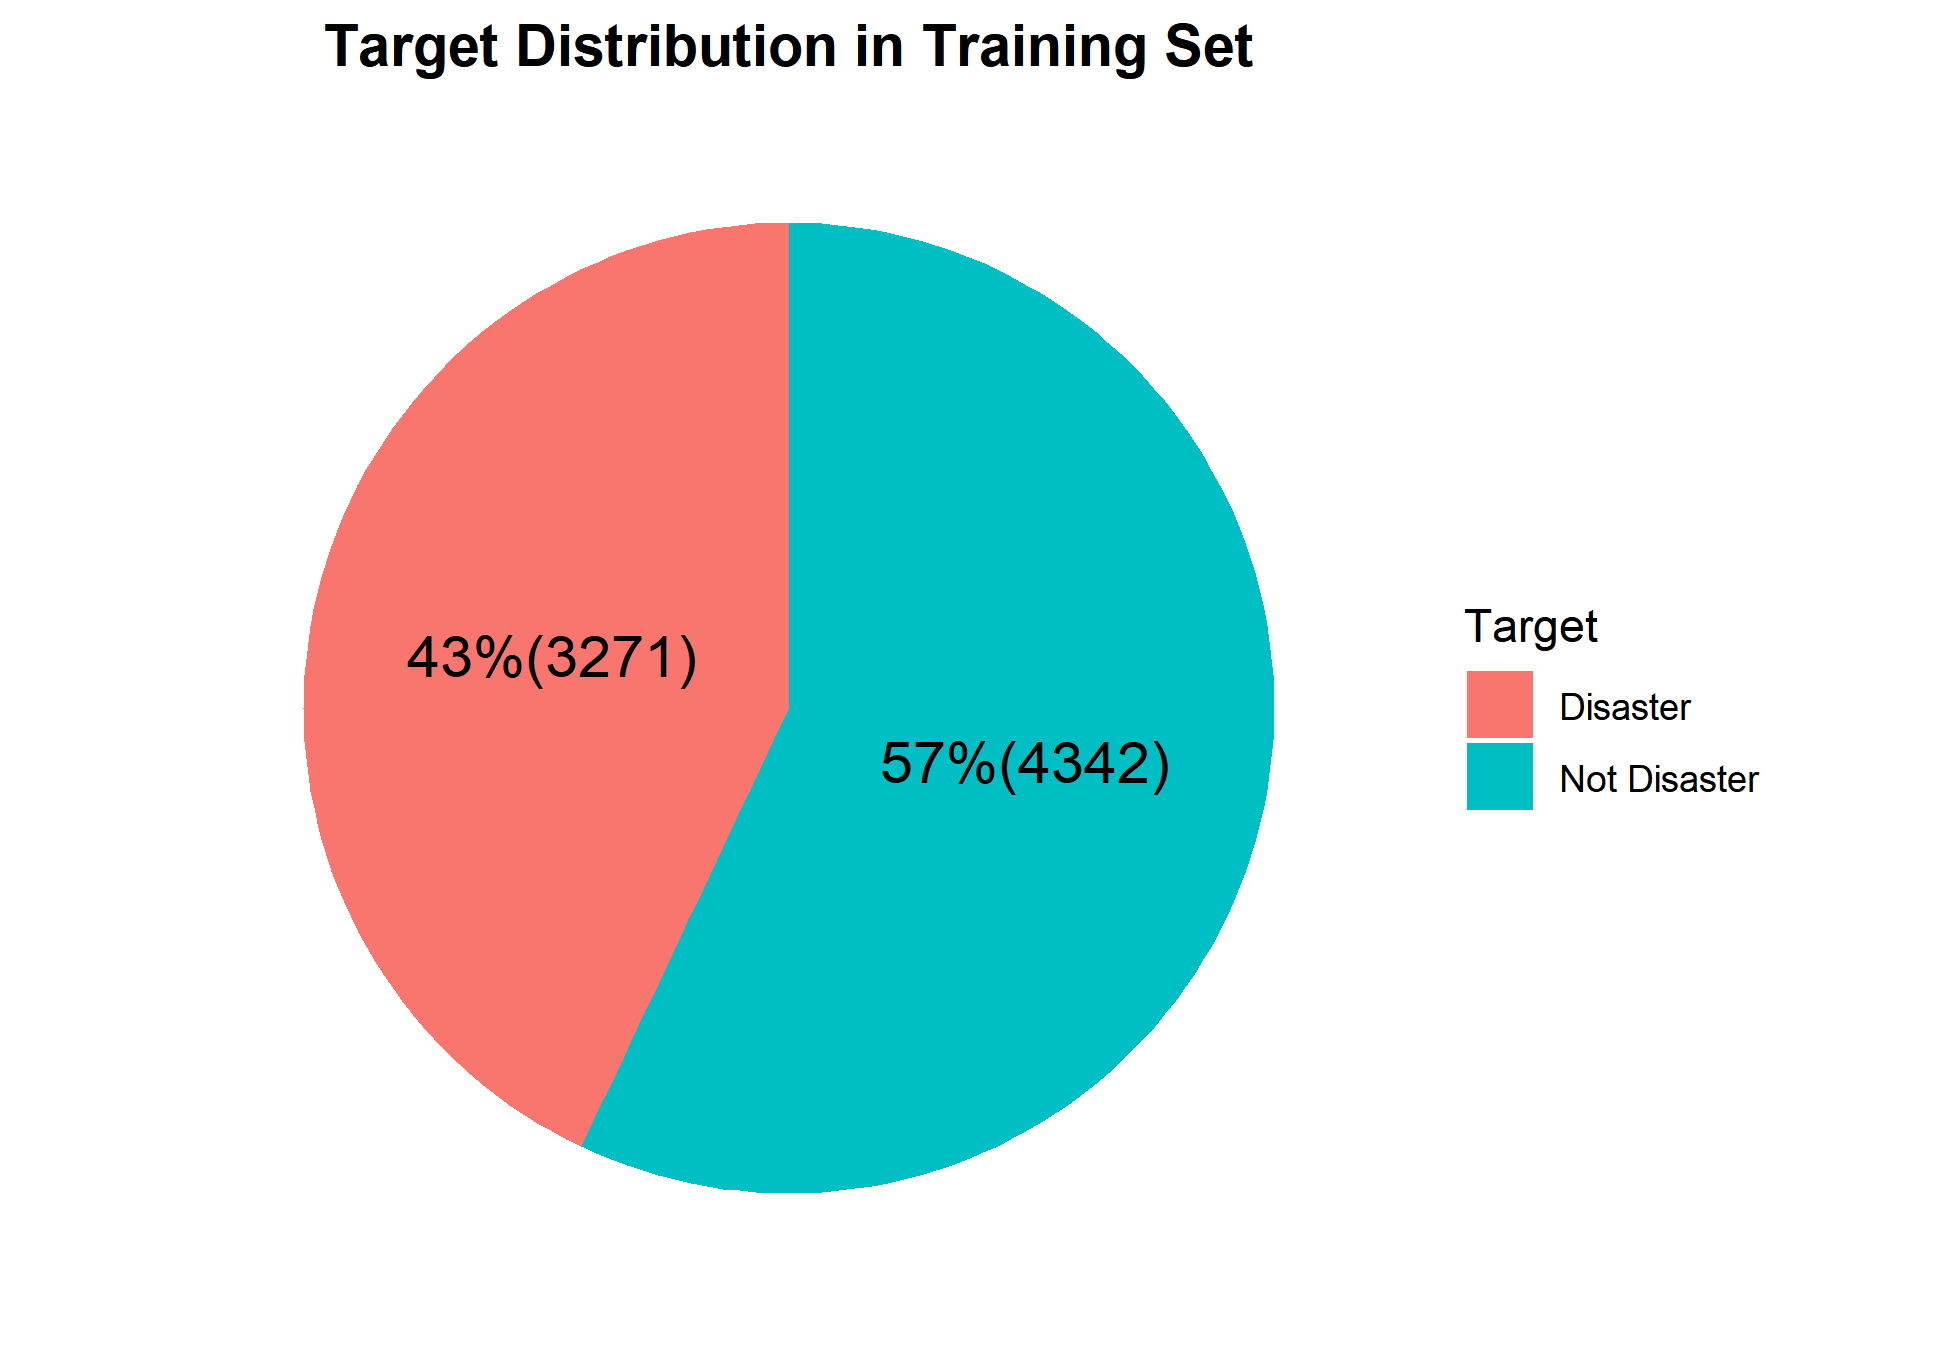 Target Distribution in Training Set
43%(3271)
57%(4342)
Target
Disaster
Not Disaster